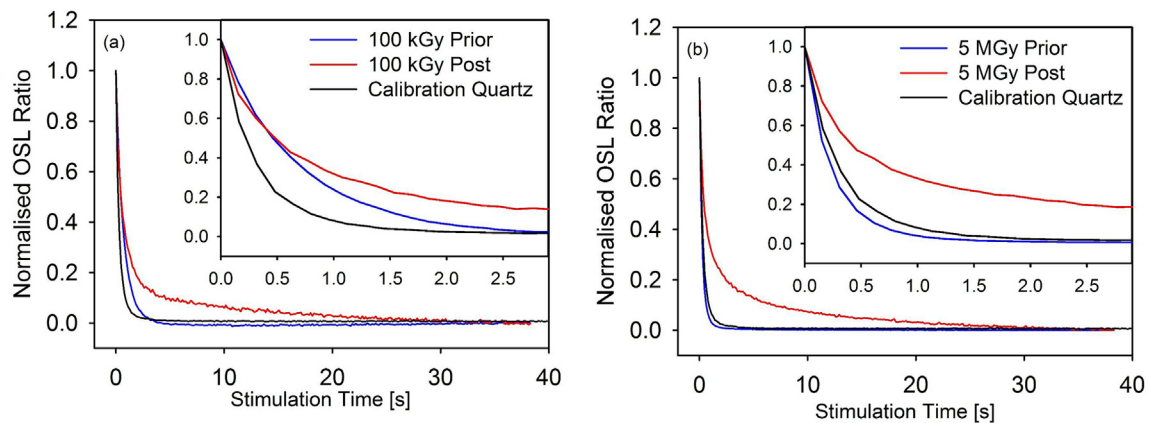 (a)
Normalised OSL Ratio
1.2
1.0
0.8
0.6
0.4
0.2
0.0
1.0
0.8
0.6
0.4
0.2
0.0
100 kGy Prior
100 kGy Post
Calibration Quartz
0.0 0.5 1.0 1.5 2.0 2.5
0 10 20 30 40
Stimulation Time [s]
(b)
Normalised OSL Ratio
1.2
1.0
0.8
0.6
0.4
0.2
0.0
1.0
0.8
0.6
0.4
0.2
0.0
5 MGy Prior
5 MGy Post
Calibration Quartz
0.0 0.5 1.0 1.5 2.0 2.5
0 10 20 30 40
Stimulation Time [s]